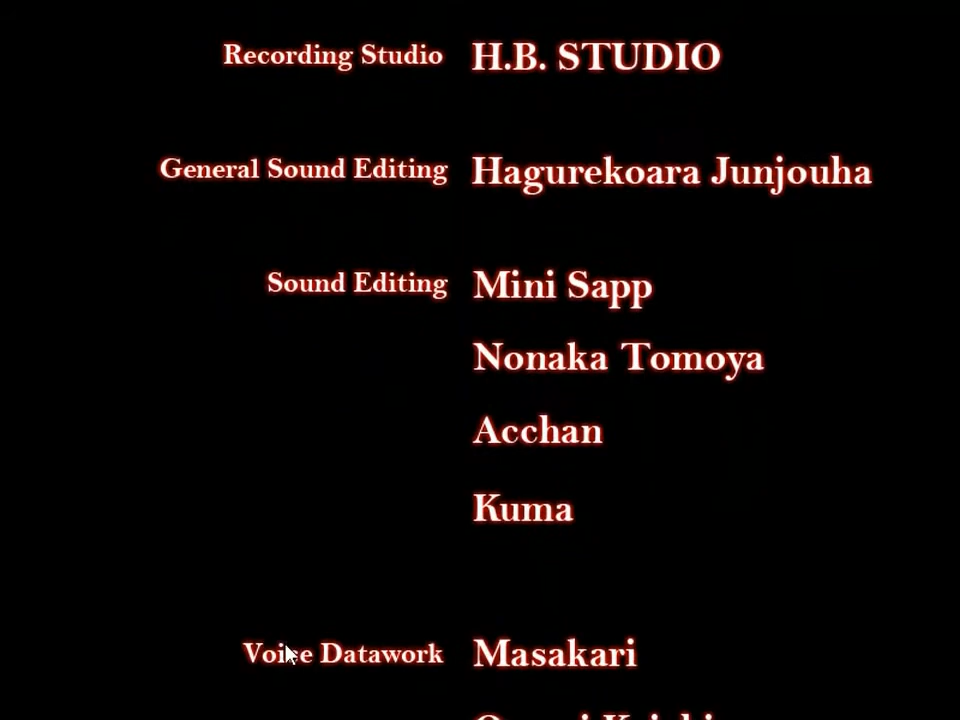 Recording Studio H.B. STUDIO
General Sound Editing Hagurekoara Junjouha
Sound Editing Mini Sapp
Nonaka Tomoya
Acchan
Kuma
Voice Datawork Masakari